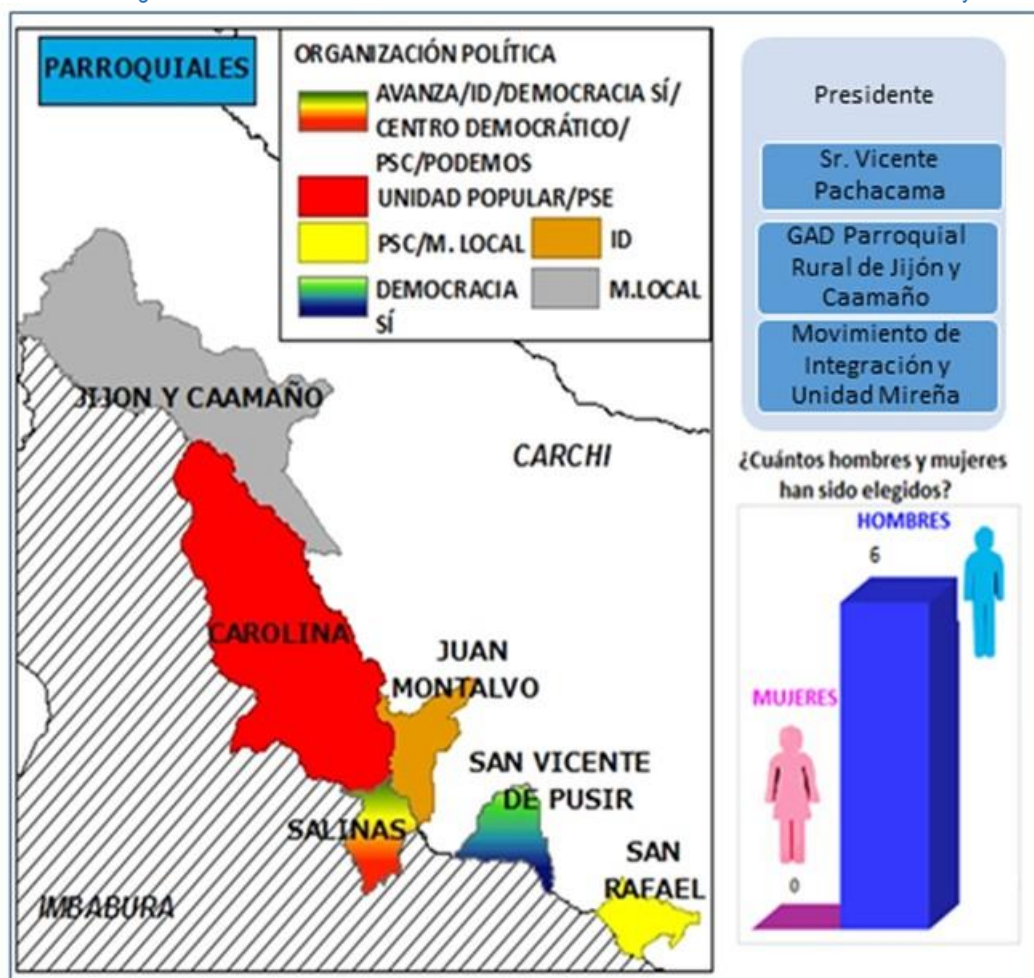 PARROQUIALES
ORGANIZACIÓN POLÍTICA
AVANZA/ID/DEMOCRACIA SÍ/
CENTRO DEMOCRÁTICO/
PSC/PODEMOS
UNIDAD POPULAR/PSE
PSC/M. LOCAL
ID
DEMOCRACIA
SÍ
M.LOCAL
JIJON Y CAAMAÑO
CARCHI
CAROLINA
JUAN
MONTALVO
SAN VICENTE
DE PUSIR
SALINAS
SAN
RAFAEL
IMBABURA
Presidente
Sr. Vicente
Pachacama
GAD Parroquial
Rural de Jijón y
Caamaño
Movimiento de
Integración y
Unidad Mireña
¿Cuántos hombres y mujeres
han sido elegidos?
HOMBRES
6
MUJERES
0